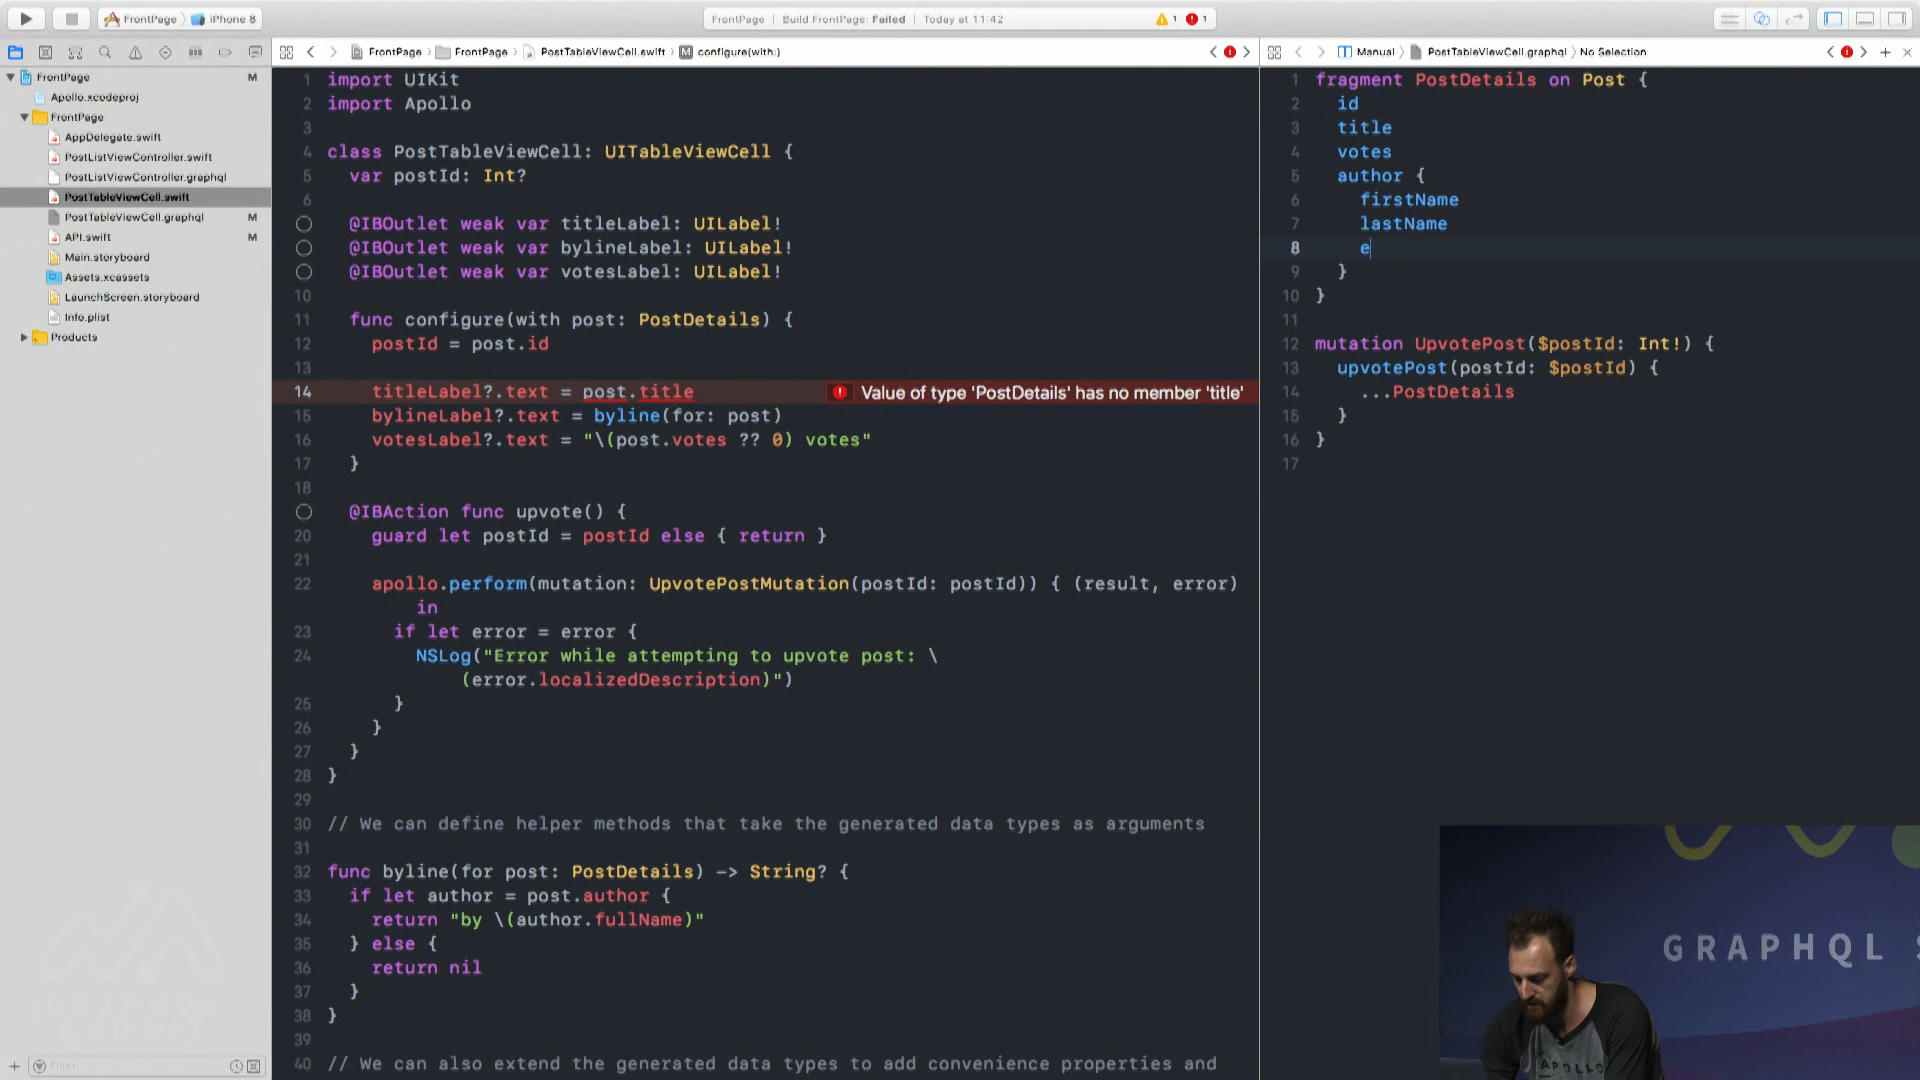 FrontPage 〉 iPhone 8
FrontPage | Build FrontPage: Failed | Today at 11:42
1 1
FrontPage 〉 FrontPage 〉 PostTableViewCell.swift 〉 M configure(with:)
Manual 〉 PostTableViewCell.graphql 〉 No Selection
FrontPage M
Apollo.xcodeproj
FrontPage
AppDelegate.swift
PostListViewController.swift
PostListViewController.graphql
PostTableViewCell.swift
PostTableViewCell.graphql M
API.swift M
Main.storyboard
Assets.xcassets
LaunchScreen.storyboard
Info.plist
Products
Filter
1 import UIKit
2 import Apollo
3
4 class PostTableViewCell: UITableViewCell {
5 var postId: Int?
6
@IBOutlet weak var titleLabel: UILabel!
@IBOutlet weak var bylineLabel: UILabel!
@IBOutlet weak var votesLabel: UILabel!
10
11 func configure(with post: PostDetails) {
12 postId = post.id
13
14 titleLabel?.text = post.title Value of type 'PostDetails' has no member 'title'
15 bylineLabel?.text = byline(for: post)
16 votesLabel?.text = "\(post.votes ?? 0) votes"
17 }
18
@IBAction func upvote() {
20 guard let postId = postId else { return }
21
22 apollo.perform(mutation: UpvotePostMutation(postId: postId)) { (result, error)
in
23 if let error = error {
24 NSLog("Error while attempting to upvote post: \
(error.localizedDescription)")
25 }
26 }
27 }
28 }
29
30 // We can define helper methods that take the generated data types as arguments
31
32 func byline(for post: PostDetails) -> String? {
33 if let author = post.author {
34 return "by \(author.fullName)"
35 } else {
36 return nil
37 }
38 }
39
40 // We can also extend the generated data types to add convenience properties and
1 fragment PostDetails on Post {
2 id
3 title
4 votes
5 author {
6 firstName
7 lastName
8 e
9 }
10 }
11
12 mutation UpvotePost($postId: Int!) {
13 upvotePost(postId: $postId) {
14 ...PostDetails
15 }
16 }
17
GRAPHQL S
APOLLO
GRAPHQL
SUMMIT